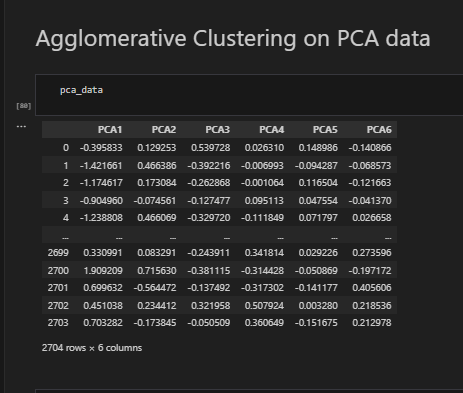 Agglomerative Clustering on PCA data
pca_data
[80]
...
PCA1 PCA2 PCA3 PCA4 PCA5 PCA6
0 -0.395833 0.129253 0.539728 0.026310 0.148986 -0.140866
1 -1.421661 0.466386 -0.392216 -0.006993 -0.094287 -0.068573
2 -1.174617 0.173084 -0.262868 -0.001064 0.116504 -0.121663
3 -0.904960 -0.074561 -0.127477 0.095113 0.047554 -0.041370
4 -1.238808 0.466069 -0.329720 -0.111849 0.071797 0.026658
... ... ... ... ... ... ...
2699 0.330991 0.083291 -0.243911 0.341814 0.029226 0.273596
2700 1.909209 0.715630 -0.381115 -0.314428 -0.050869 -0.197172
2701 0.699632 -0.564472 -0.137492 -0.317302 -0.141177 0.405606
2702 0.451038 0.234412 0.321958 0.507924 0.003280 0.218536
2703 0.703282 -0.173845 -0.050509 0.360649 -0.151675 0.212978
2704 rows × 6 columns